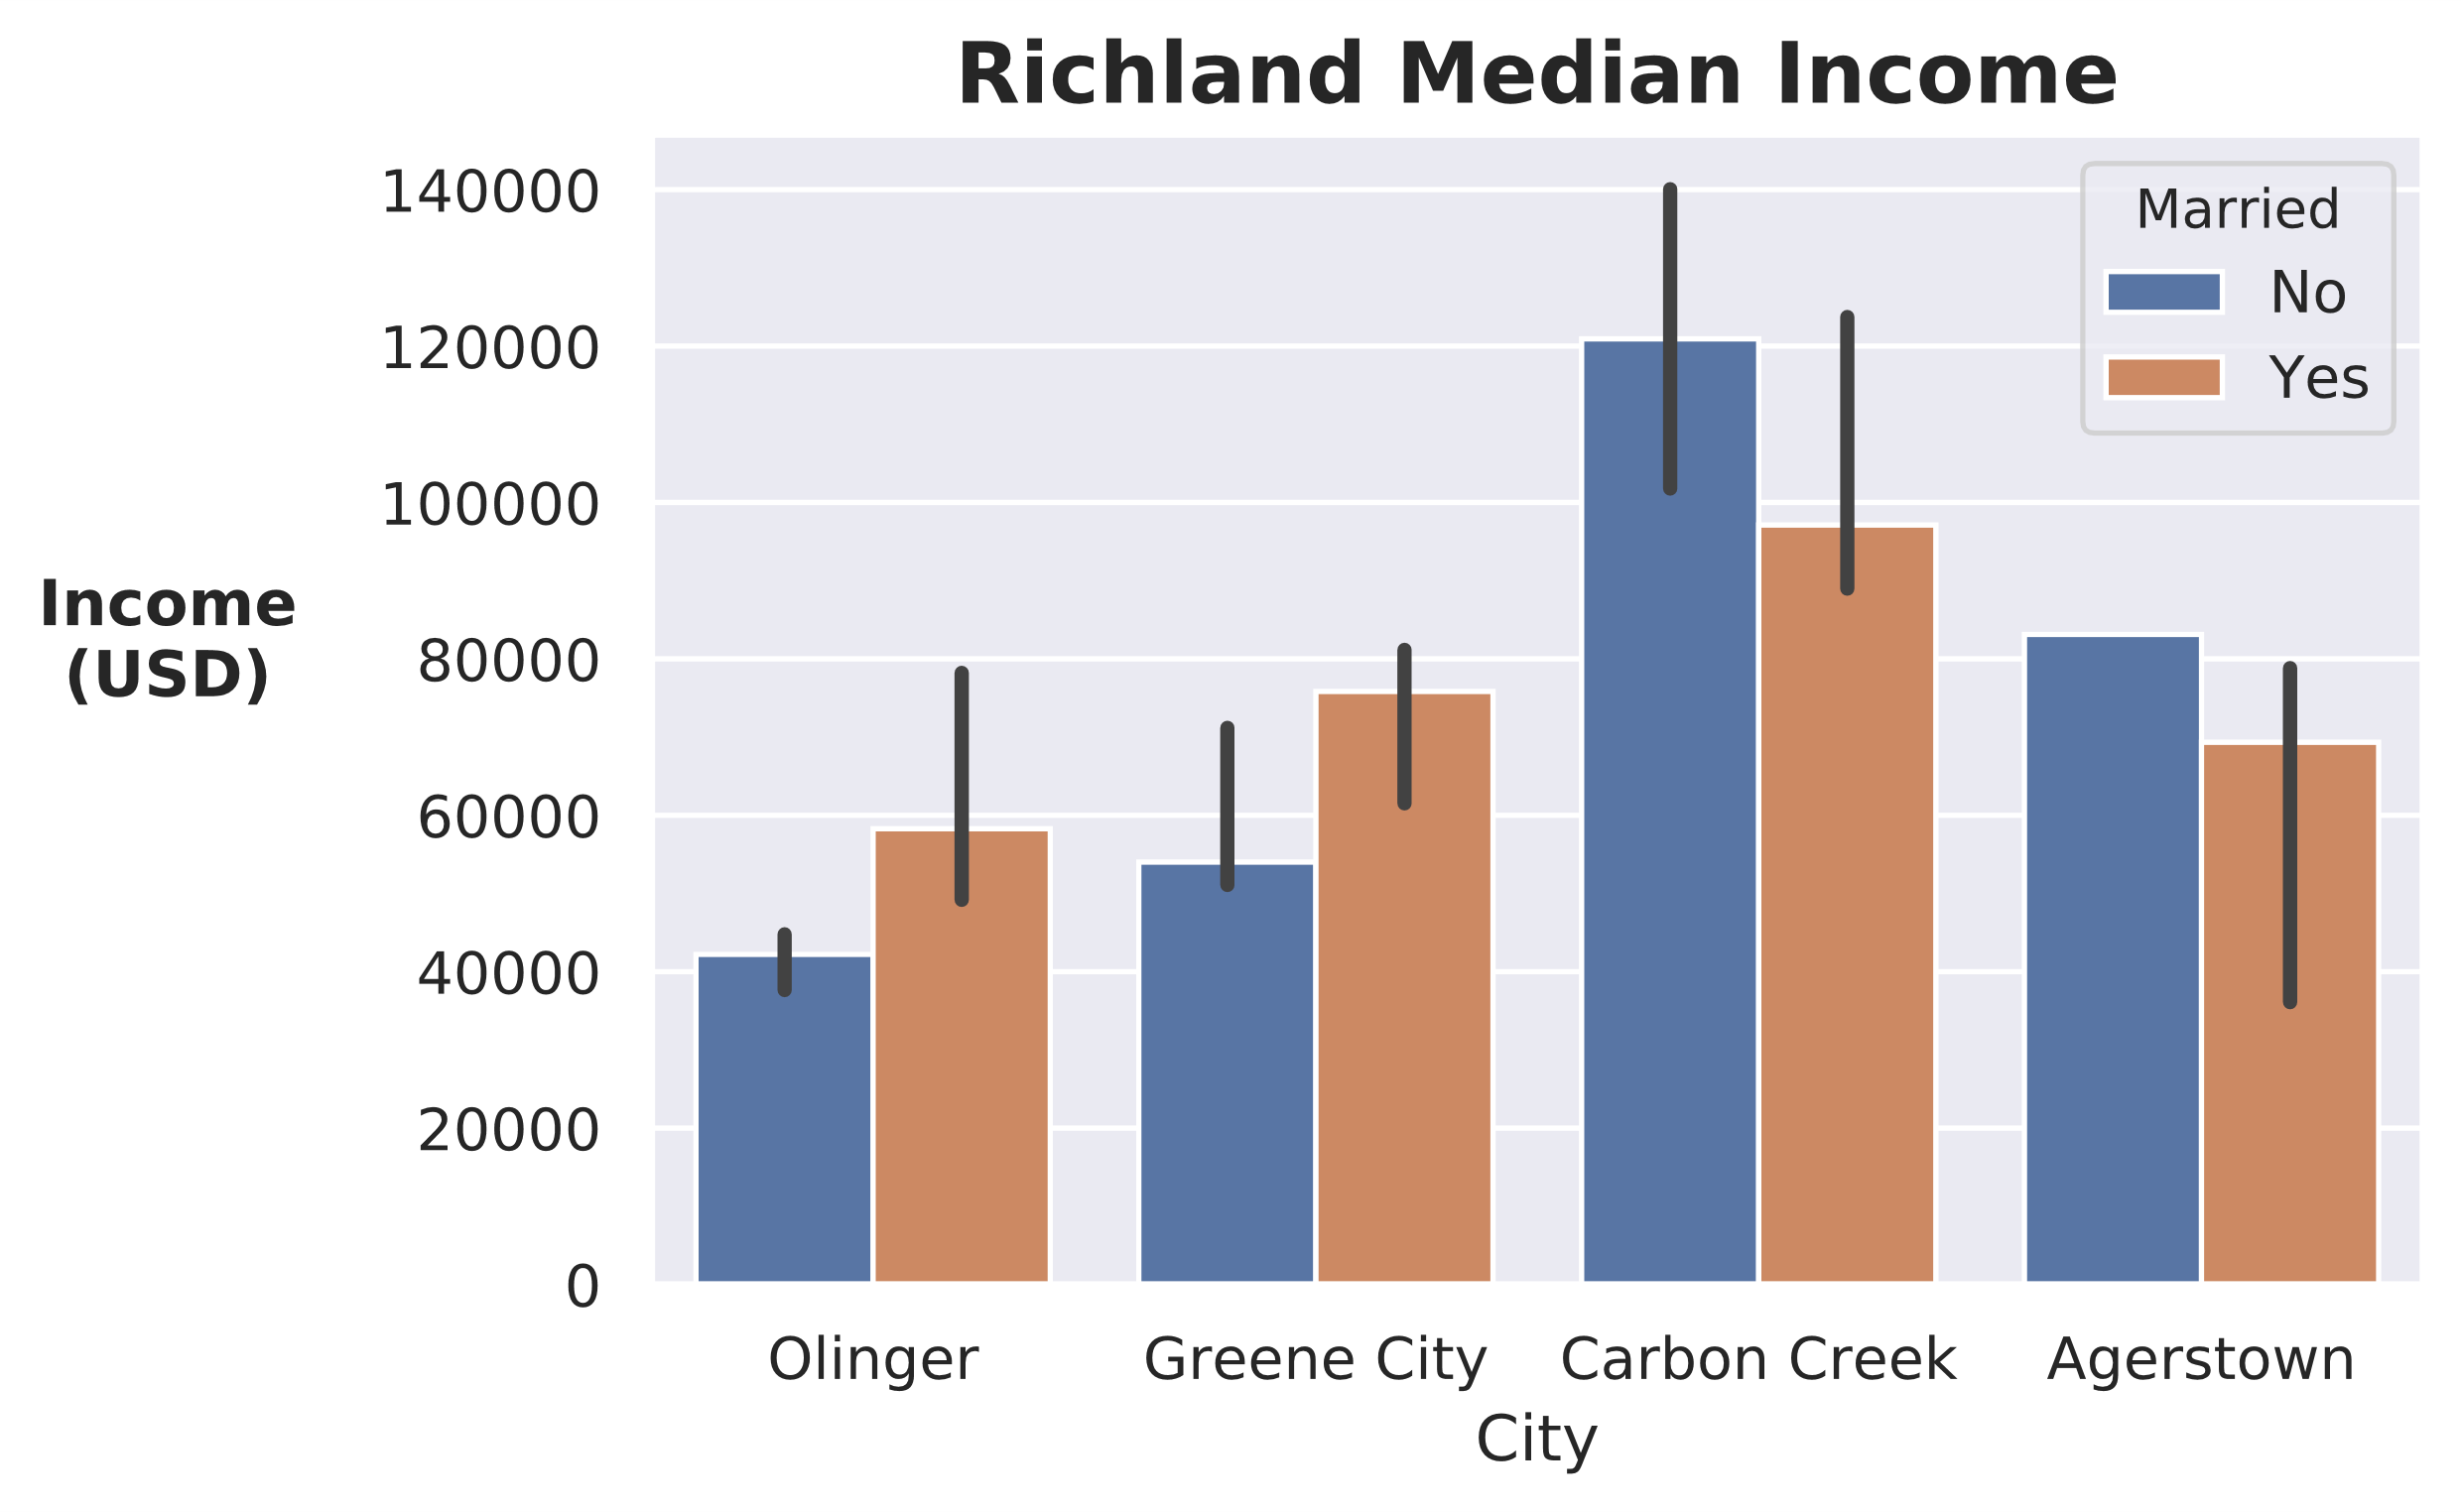 Richland Median Income
Income
(USD)
140000
120000
100000
80000
60000
40000
20000
0
Married
No
Yes
Olinger
Greene City
Carbon Creek
Agerstown
City